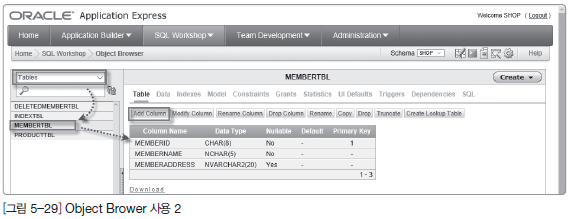 ORACLE® Application Express
Welcome SHOP ( Logout )
Home Application Builder SQL Workshop Team Development Administration
Home > SQL Workshop > Object Browser
Schema SHOP Help
Tables
DELETEDMEMBERTBL
INDEXTBL
MEMBERTBL
PRODUCTTBL
MEMBERTBL
Create
Table Data Indexes Model Constraints Grants Statistics UI Defaults Triggers Dependencies SQL
Add Column Modify Column Rename Column Drop Column Rename Copy Drop Truncate Create Lookup Table
Column Name Data Type Nullable Default Primary Key
MEMBERID CHAR(8) No - 1
MEMBERNAME NCHAR(5) No - -
MEMBERADDRESS NVARCHAR2(20) Yes - -
1 - 3
Download
[그림 5-29] Object Brower 사용 2